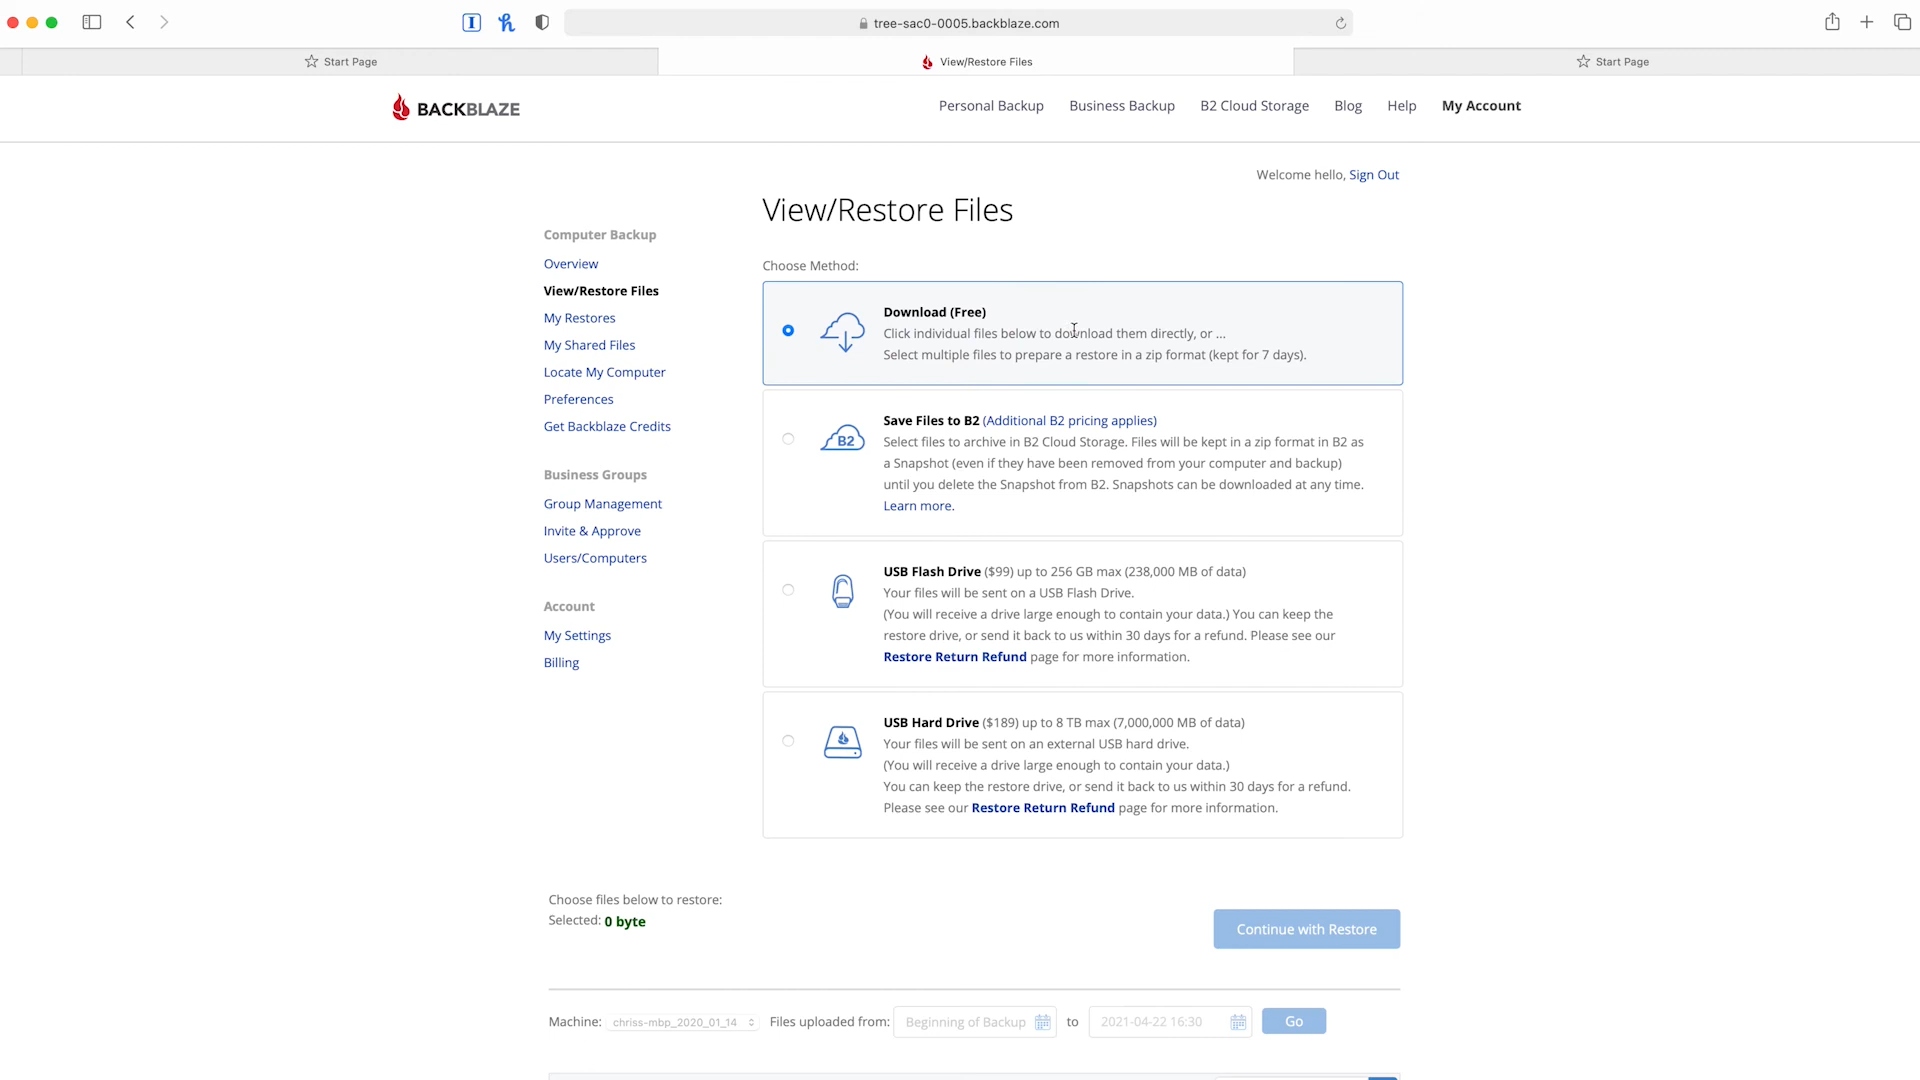 tree-sac0-0005.backblaze.com
Start Page
View/Restore Files
Start Page
BACKBLAZE
Personal Backup
Business Backup
B2 Cloud Storage
Blog
Help
My Account
Welcome hello, Sign Out
View/Restore Files
Computer Backup
Overview
View/Restore Files
My Restores
My Shared Files
Locate My Computer
Preferences
Get Backblaze Credits
Business Groups
Group Management
Invite & Approve
Users/Computers
Account
My Settings
Billing
Choose Method:
Download (Free)
Click individual files below to download them directly, or ...
Select multiple files to prepare a restore in a zip format (kept for 7 days).
B2
Save Files to B2 (Additional B2 pricing applies)
Select files to archive in B2 Cloud Storage. Files will be kept in a zip format in B2 as
a Snapshot (even if they have been removed from your computer and backup)
until you delete the Snapshot from B2. Snapshots can be downloaded at any time.
Learn more.
USB Flash Drive ($99) up to 256 GB max (238,000 MB of data)
Your files will be sent on a USB Flash Drive.
(You will receive a drive large enough to contain your data.) You can keep the
restore drive, or send it back to us within 30 days for a refund. Please see our
Restore Return Refund page for more information.
USB Hard Drive ($189) up to 8 TB max (7,000,000 MB of data)
Your files will be sent on an external USB hard drive.
(You will receive a drive large enough to contain your data.)
You can keep the restore drive, or send it back to us within 30 days for a refund.
Please see our Restore Return Refund page for more information.
Choose files below to restore:
Selected: 0 byte
Continue with Restore
Machine: chriss-mbp_2020_01_14 Files uploaded from: Beginning of Backup to 2021-04-22 16:30 Go